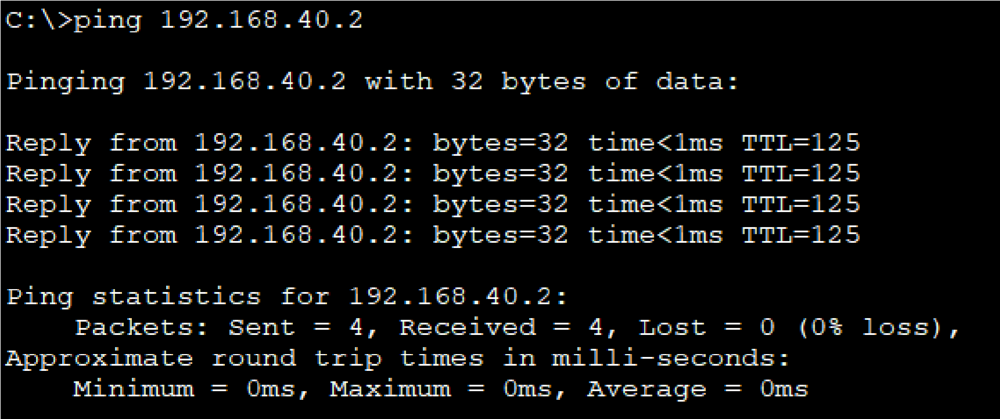 C:\>ping 192.168.40.2
Pinging 192.168.40.2 with 32 bytes of data:
Reply from 192.168.40.2: bytes=32 time<1ms TTL=125
Reply from 192.168.40.2: bytes=32 time<1ms TTL=125
Reply from 192.168.40.2: bytes=32 time<1ms TTL=125
Reply from 192.168.40.2: bytes=32 time<1ms TTL=125
Ping statistics for 192.168.40.2:
    Packets: Sent = 4, Received = 4, Lost = 0 (0% loss),
Approximate round trip times in milli-seconds:
    Minimum = 0ms, Maximum = 0ms, Average = 0ms